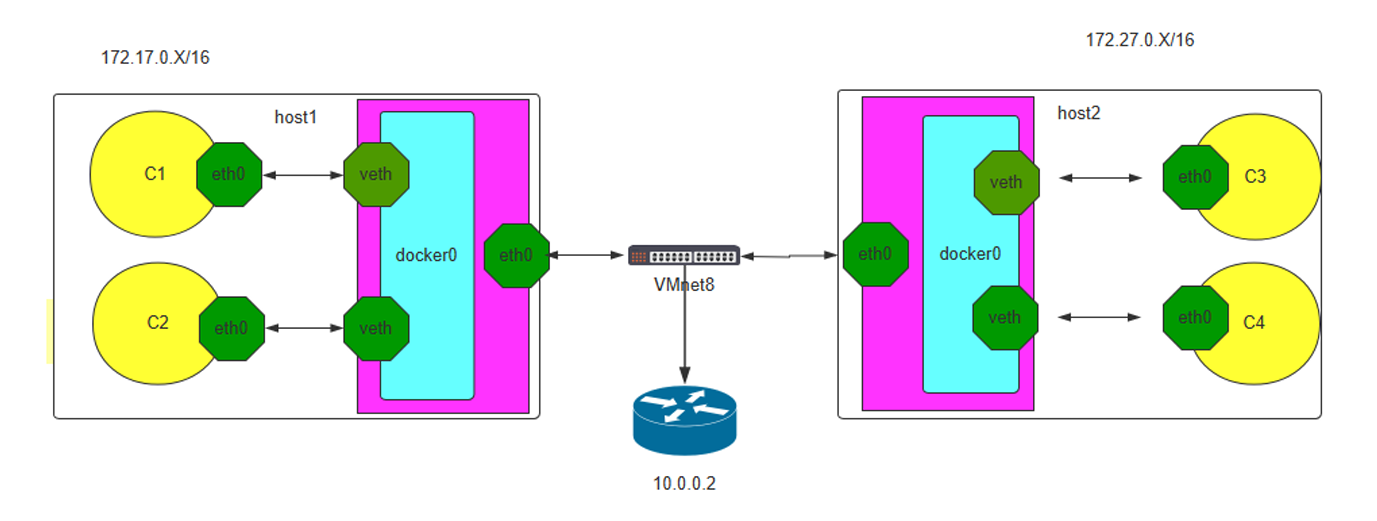 172.17.0.X/16
172.27.0.X/16
host1
host2
C1
eth0
veth
veth
eth0
C3
docker0
eth0
VMnet8
eth0
docker0
C2
eth0
veth
veth
eth0
C4
10.0.0.2